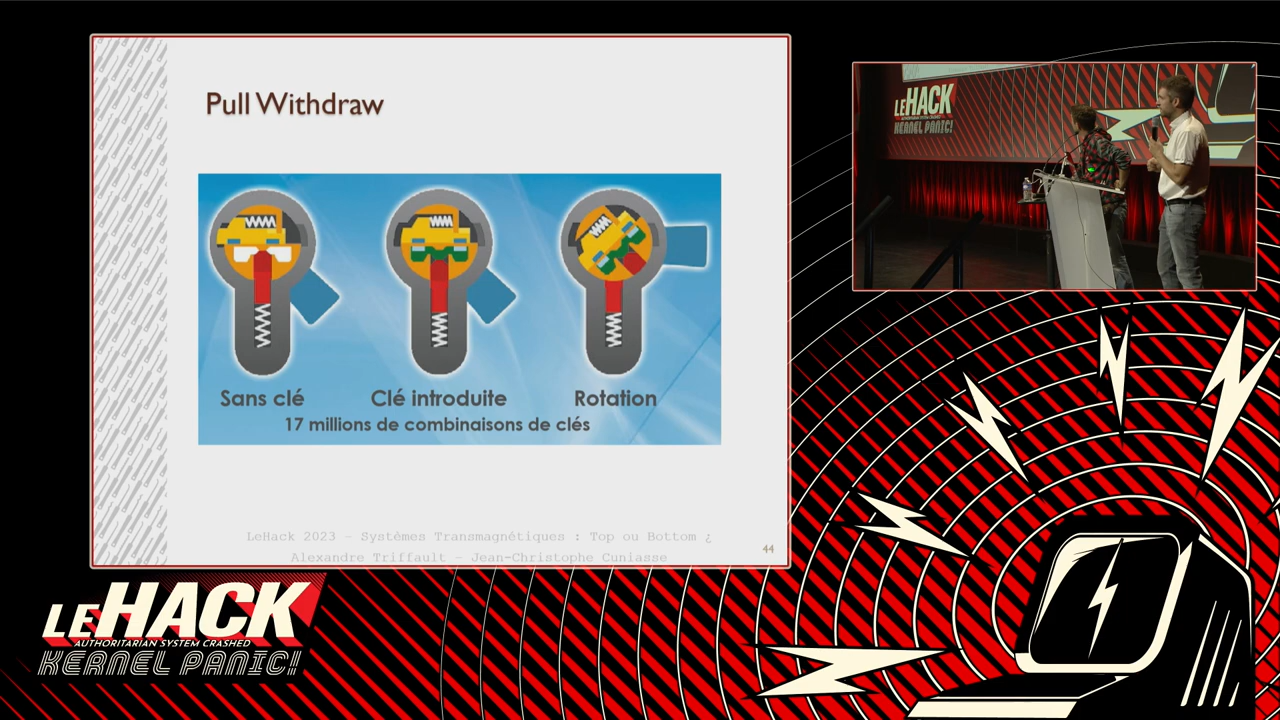 Pull Withdraw
Sans clé
Clé introduite
Rotation
17 millions de combinaisons de clés
LeHack 2023 – Systèmes Transmagnétiques : Top ou Bottom ¿
Alexandre Triffault – Jean-Christophe Cuniasse
44
LEHACK
KERNEL PANIC!
LEHACK
AUTHORITARIAN SYSTEM CRASHED
KERNEL PANIC!